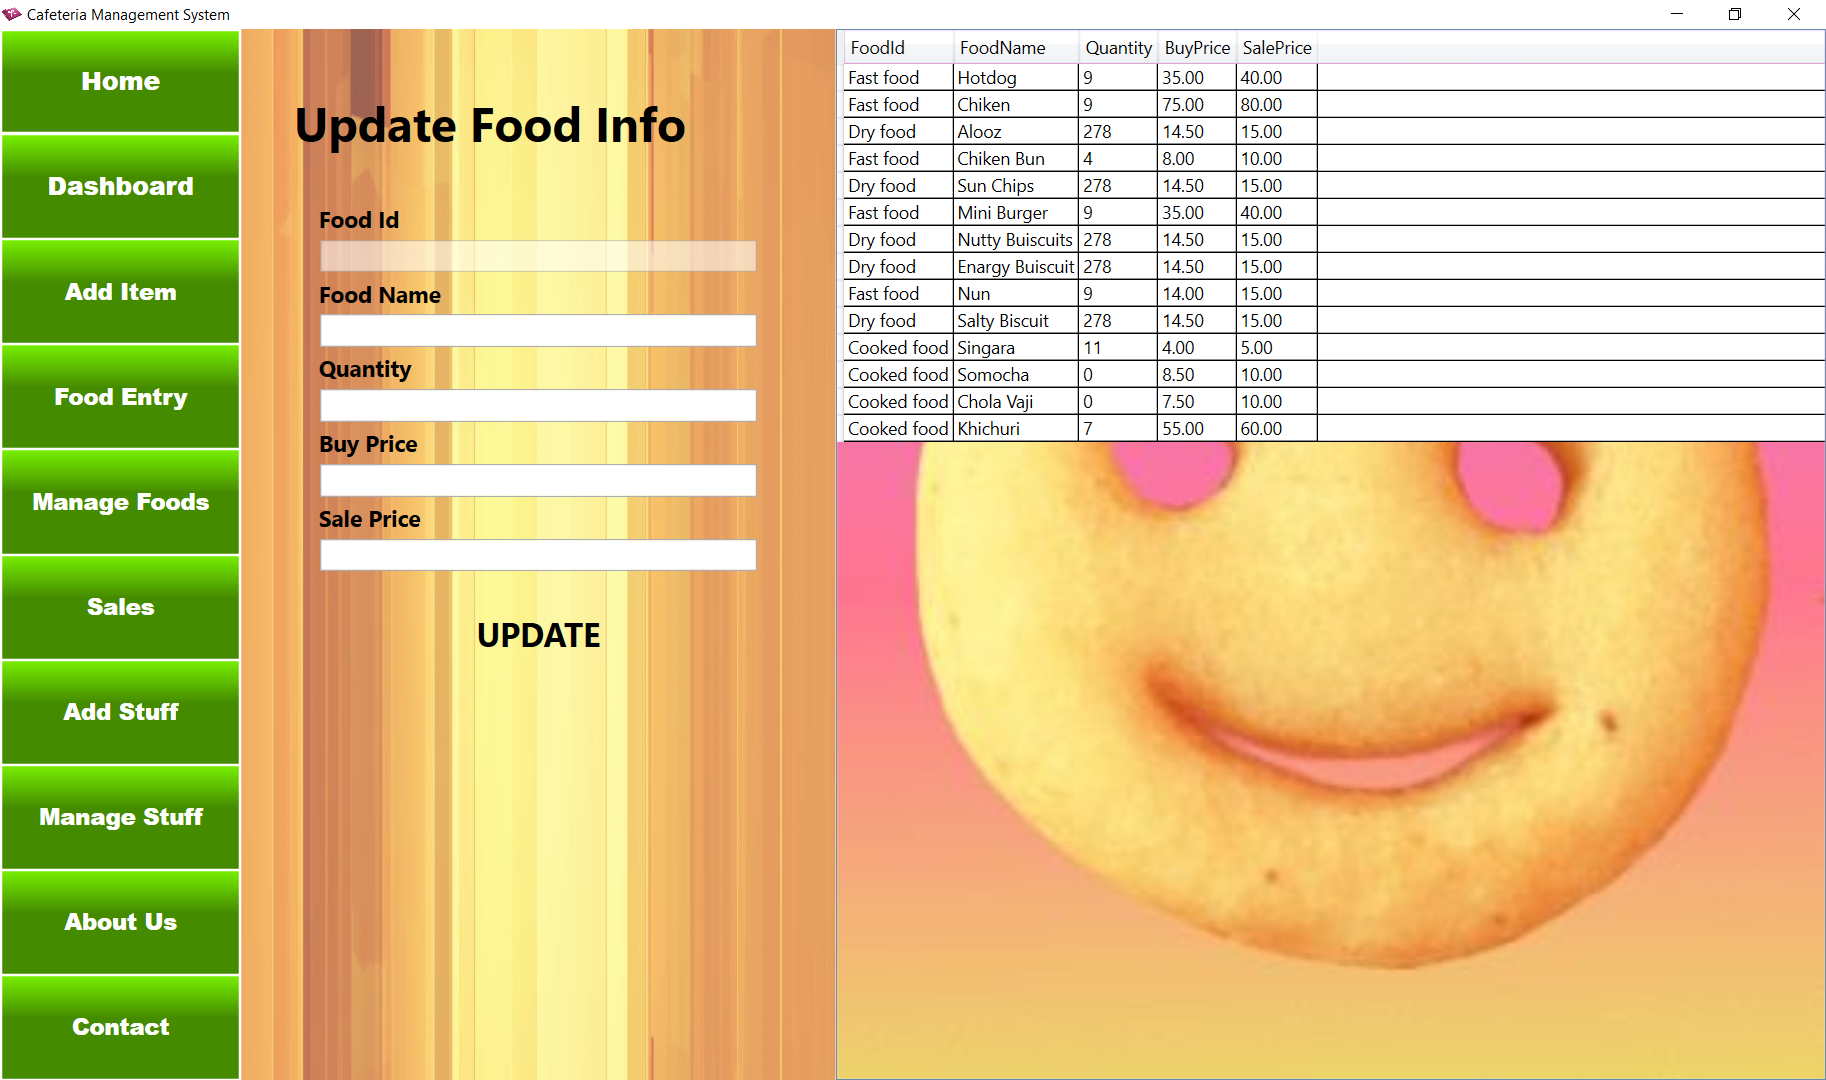 Cafeteria Management System
Home
Dashboard
Add Item
Food Entry
Manage Foods
Sales
Add Stuff
Manage Stuff
About Us
Contact
Update Food Info
Food Id
Food Name
Quantity
Buy Price
Sale Price
UPDATE
FoodId FoodName Quantity BuyPrice SalePrice
Fast food Hotdog 9 35.00 40.00
Fast food Chiken 9 75.00 80.00
Dry food Alooz 278 14.50 15.00
Fast food Chiken Bun 4 8.00 10.00
Dry food Sun Chips 278 14.50 15.00
Fast food Mini Burger 9 35.00 40.00
Dry food Nutty Buiscuits 278 14.50 15.00
Dry food Enargy Buiscuit 278 14.50 15.00
Fast food Nun 9 14.00 15.00
Dry food Salty Biscuit 278 14.50 15.00
Cooked food Singara 11 4.00 5.00
Cooked food Somocha 0 8.50 10.00
Cooked food Chola Vaji 0 7.50 10.00
Cooked food Khichuri 7 55.00 60.00